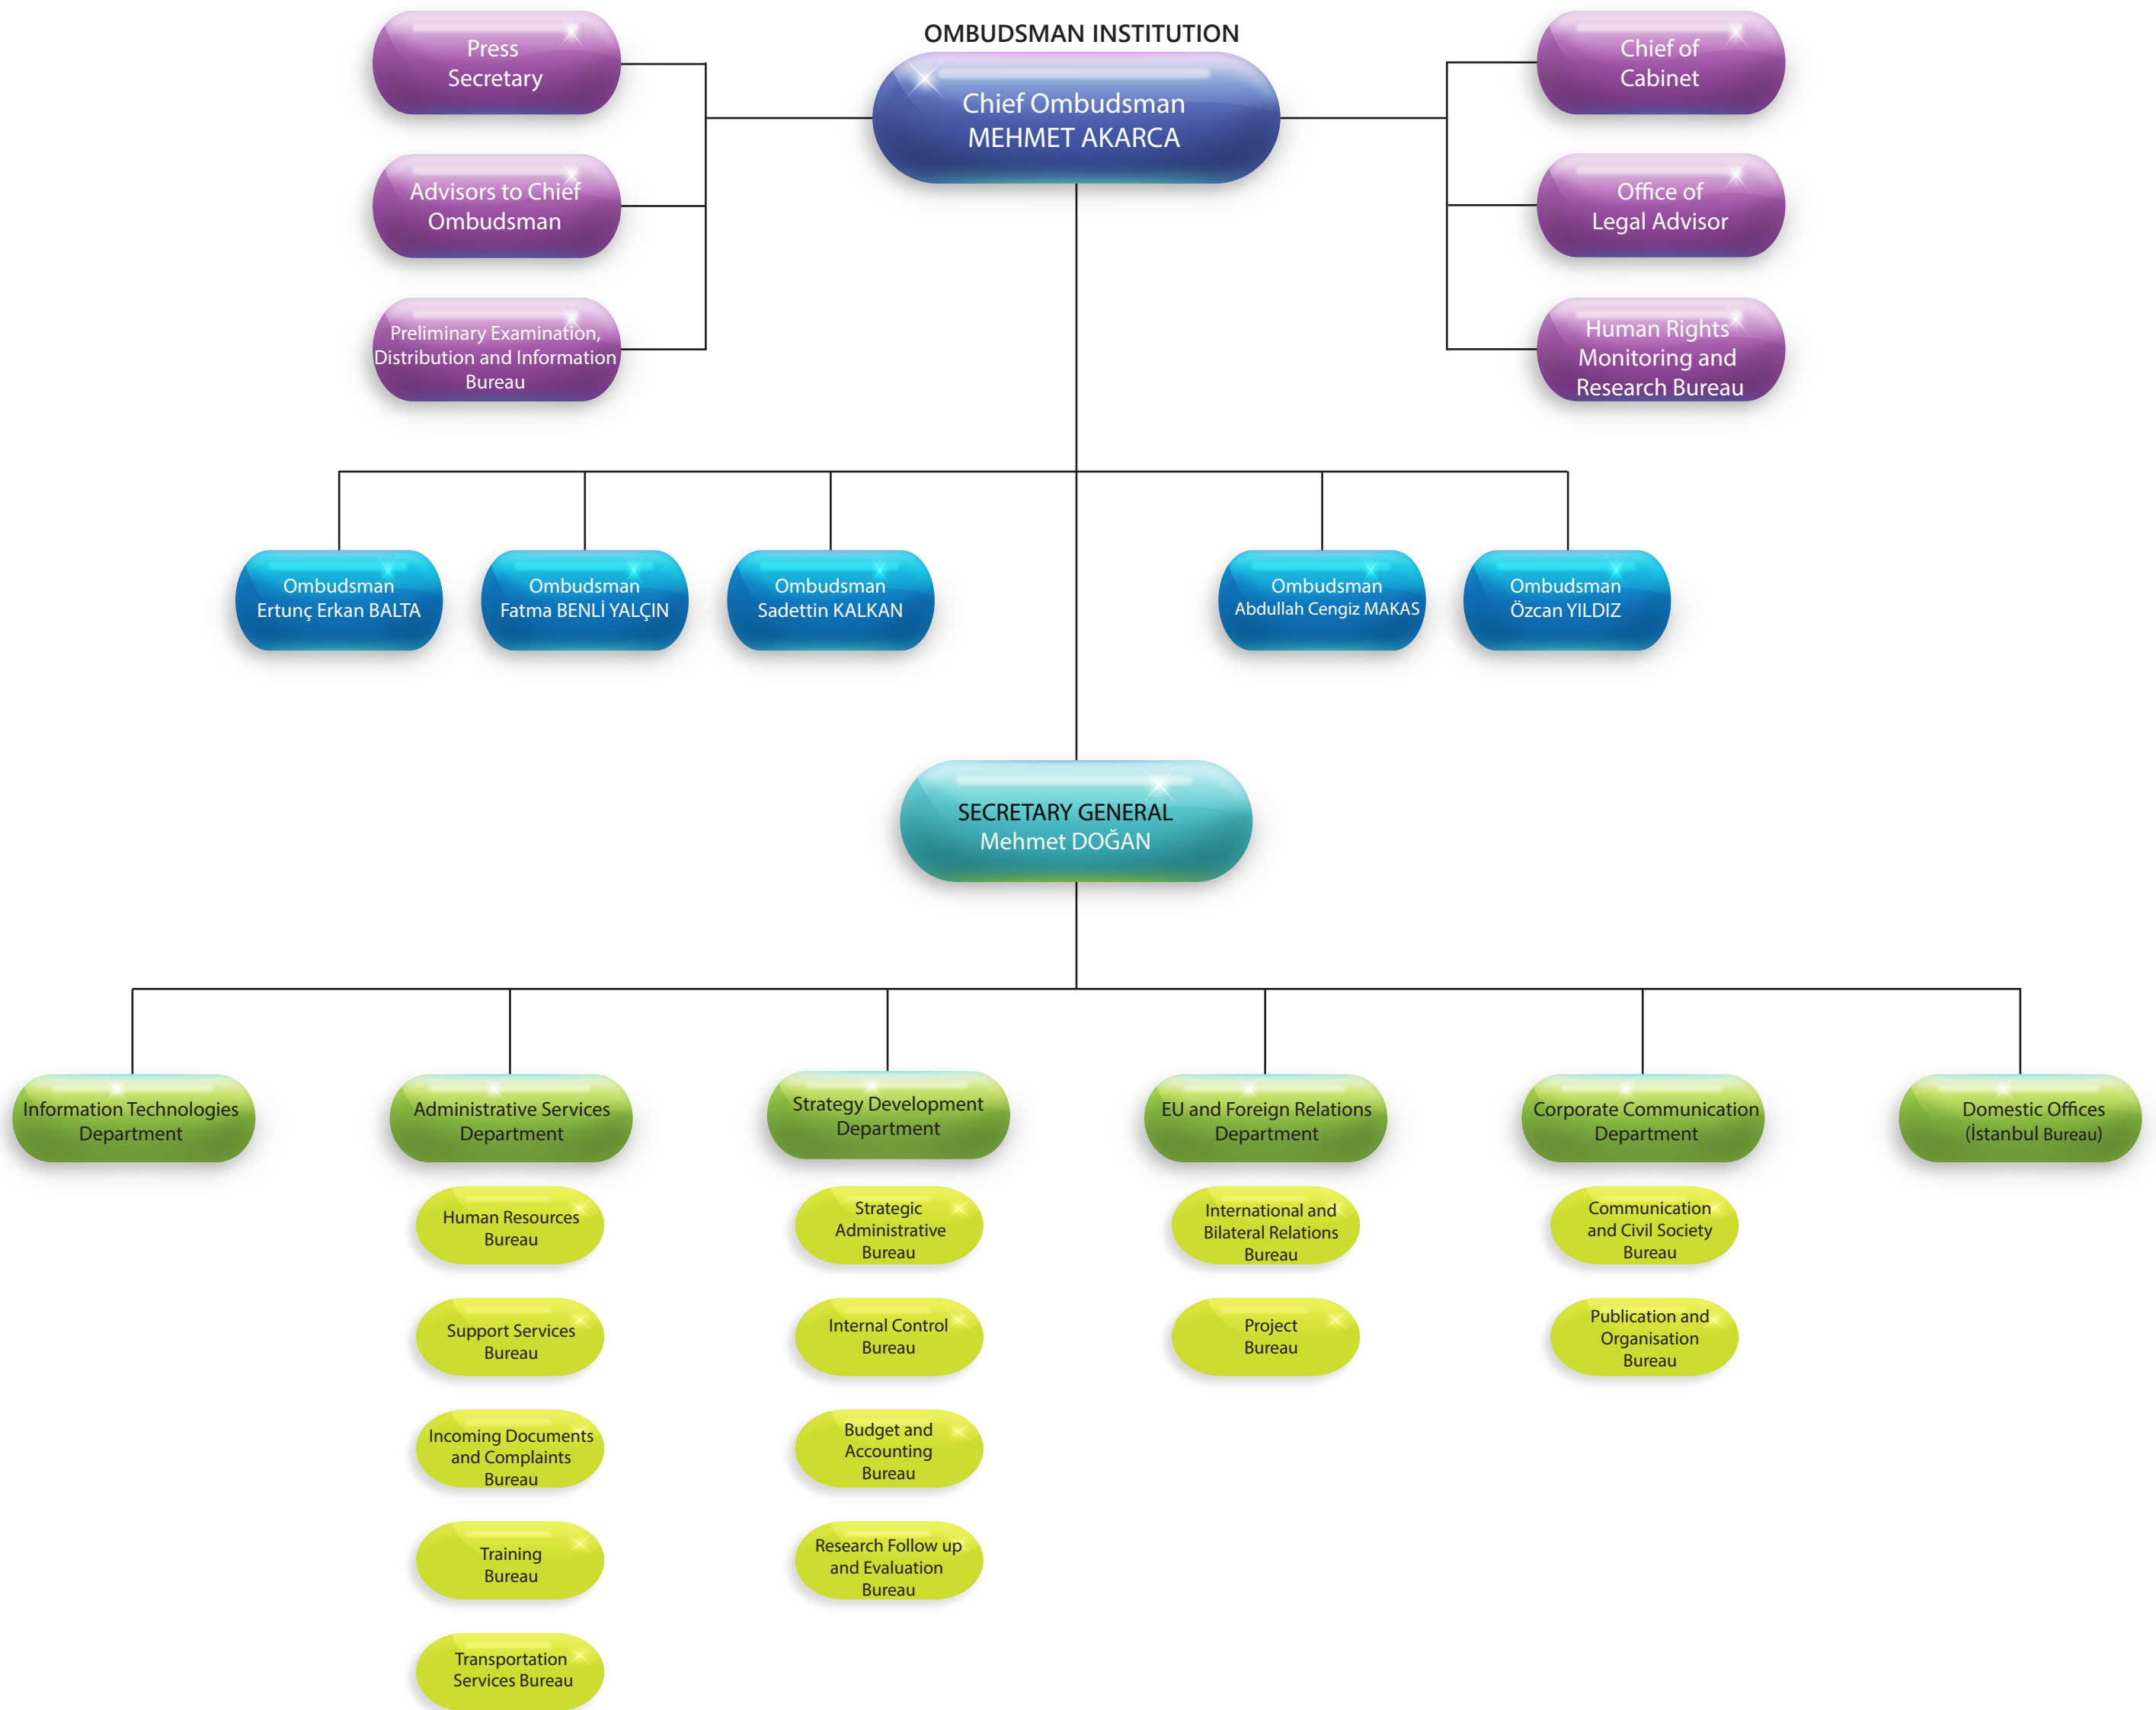 OMBUDSMAN INSTITUTION
Chief Ombudsman
MEHMET AKARCA
Press
Secretary
Advisors to Chief
Ombudsman
Preliminary Examination,
Distribution and Information
Bureau
Chief of
Cabinet
Office of
Legal Advisor
Human Rights
Monitoring and
Research Bureau
Ombudsman
Ertunç Erkan BALTA
Ombudsman
Fatma BENLİ YALÇIN
Ombudsman
Sadettin KALKAN
Ombudsman
Abdullah Cengiz MAKAS
Ombudsman
Özcan YILDIZ
SECRETARY GENERAL
Mehmet DOĞAN
Information Technologies
Department
Administrative Services
Department
Strategy Development
Department
EU and Foreign Relations
Department
Corporate Communication
Department
Domestic Offices
(İstanbul Bureau)
Human Resources
Bureau
Support Services
Bureau
Incoming Documents
and Complaints
Bureau
Training
Bureau
Transportation
Services Bureau
Strategic
Administrative
Bureau
Internal Control
Bureau
Budget and
Accounting
Bureau
Research Follow up
and Evaluation
Bureau
International and
Bilateral Relations
Bureau
Project
Bureau
Communication
and Civil Society
Bureau
Publication and
Organisation
Bureau